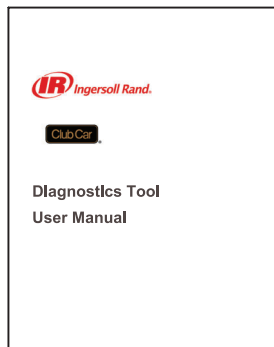 IR Ingersoll Rand.
Club Car
Diagnostics Tool
User Manual